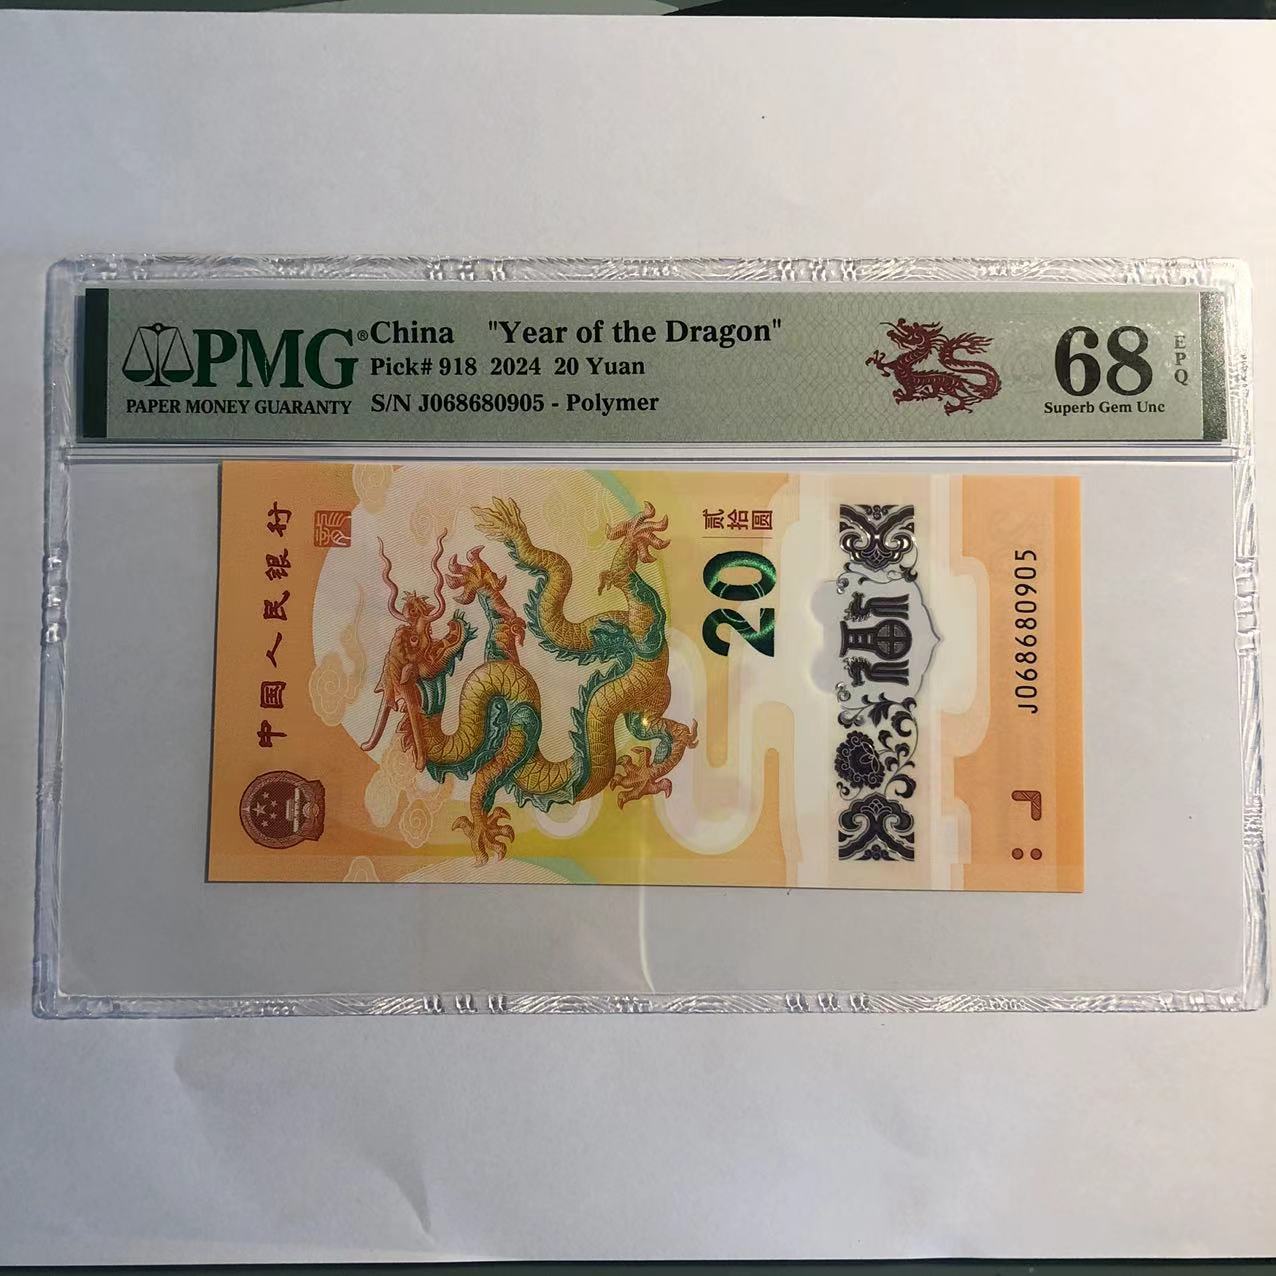 PMG®
PAPER MONEY GUARANTY
China "Year of the Dragon"
Pick# 918 2024 20 Yuan
S/N J068680905 - Polymer
68
EPQ
Superb Gem Unc
中国人民银行
贰拾圆
20
福
J068680905